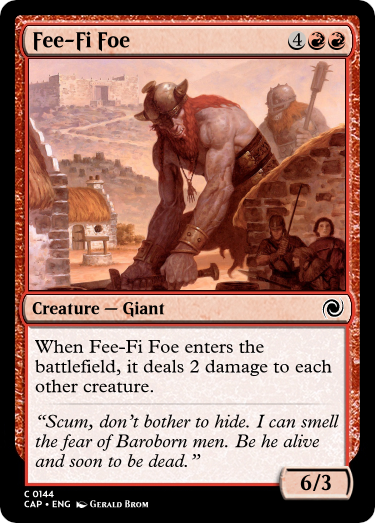 Fee-Fi Foe 4
Creature — Giant
When Fee-Fi Foe enters the
battlefield, it deals 2 damage to each
other creature.
“Scum, don’t bother to hide. I can smell
the fear of Baroborn men. Be he alive
and soon to be dead.”
6/3
C 0144
CAP • ENG Gerald Brom